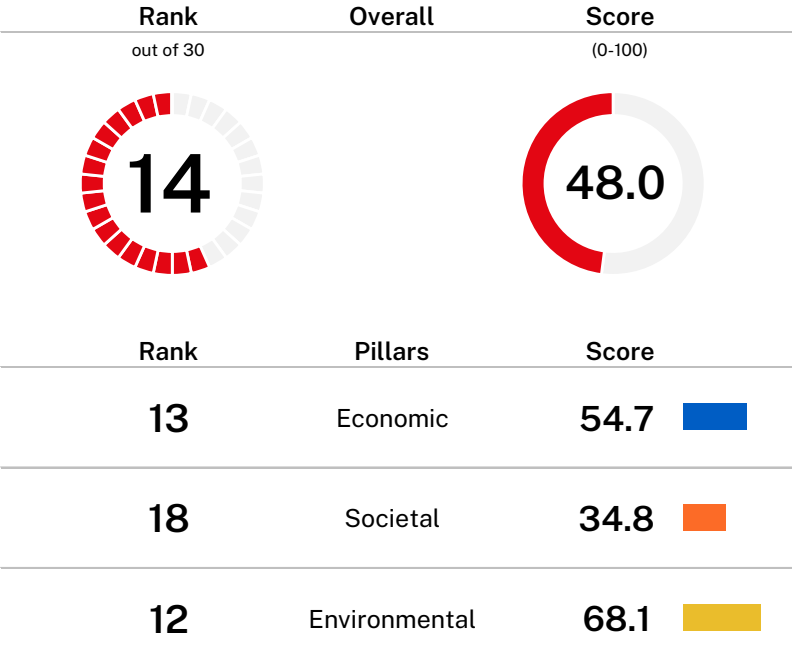 Rank Overall Score
out of 30 (0-100)
14 48.0
Rank Pillars Score
13 Economic 54.7
18 Societal 34.8
12 Environmental 68.1